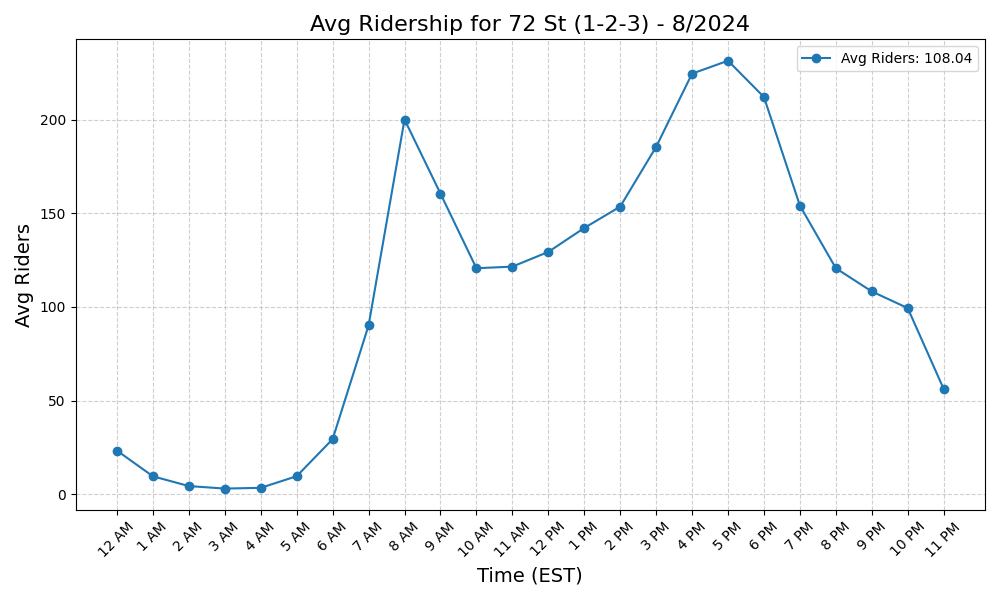 Avg Ridership for 72 St (1-2-3) - 8/2024
Avg Riders: 108.04
Avg Riders
200
150
100
50
0
12 AM
1 AM
2 AM
3 AM
4 AM
5 AM
6 AM
7 AM
8 AM
9 AM
10 AM
11 AM
12 PM
1 PM
2 PM
3 PM
4 PM
5 PM
6 PM
7 PM
8 PM
9 PM
10 PM
11 PM
Time (EST)